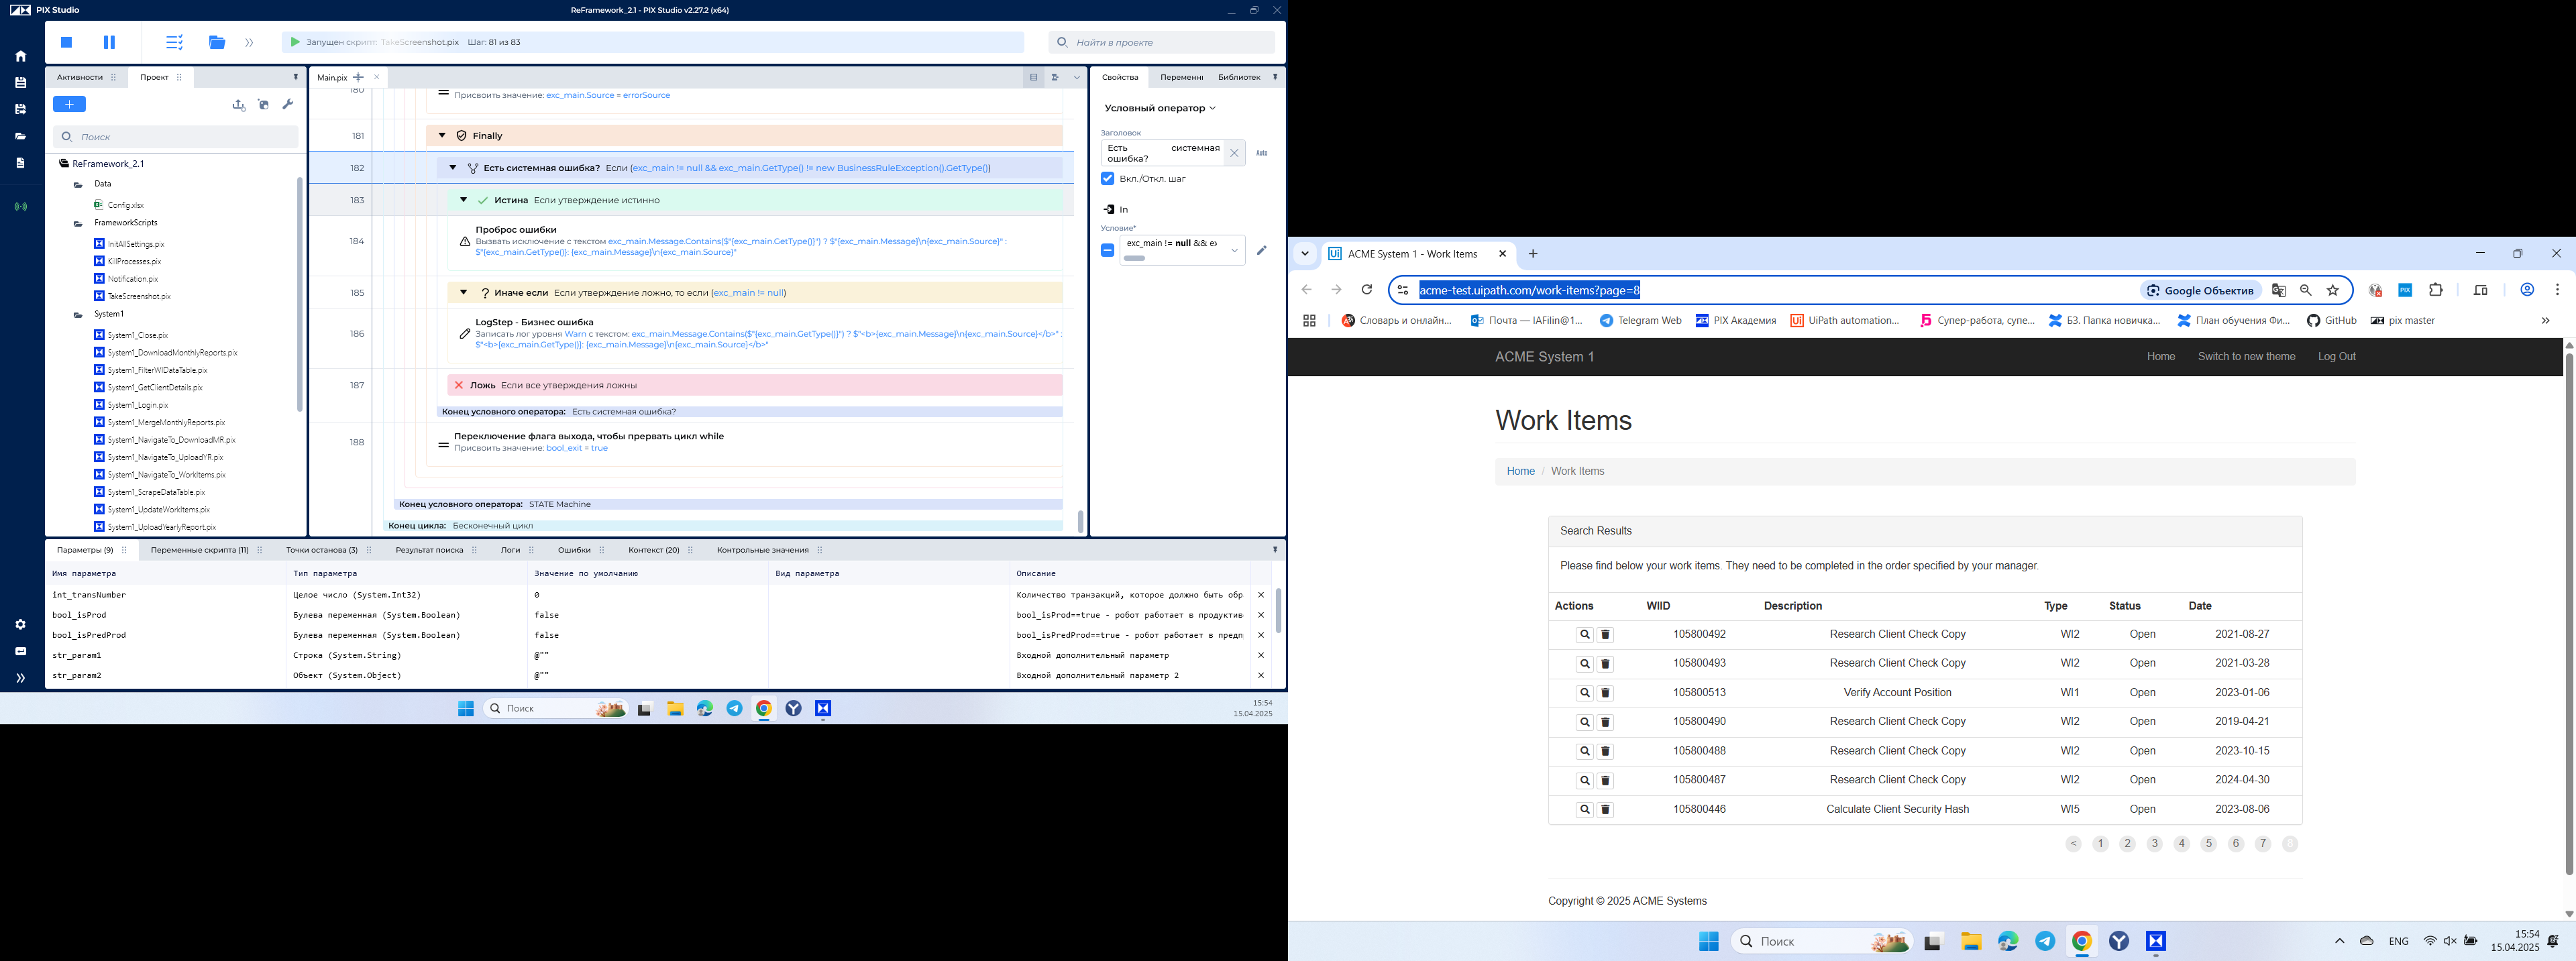 PIX Studio
ReFramework_2.1 - PIX Studio v2.27.2 (x64)
Запущен скрипт: TakeScreenshot.pix Шаг: 81 из 83
Найти в проекте
Активности
Проект
Поиск
ReFramework_2.1
Data
Config.xlsx
FrameworkScripts
InitAllSettings.pix
KillProcesses.pix
Notification.pix
TakeScreenshot.pix
System1
System1_Close.pix
System1_DownloadMonthlyReports.pix
System1_FilterWIDataTable.pix
System1_GetClientDetails.pix
System1_Login.pix
System1_MergeMonthlyReports.pix
System1_NavigateTo_DownloadMR.pix
System1_NavigateTo_UploadYR.pix
System1_NavigateTo_WorkItems.pix
System1_ScrapeDataTable.pix
System1_UpdateWorkItems.pix
System1_UploadYearlyReport.pix
Main.pix
180
Присвоить значение: exc_main.Source = errorSource
181 Finally
182 Есть системная ошибка? Если (exc_main != null && exc_main.GetType() != new BusinessRuleException().GetType())
183 Истина Если утверждение истинно
184 Проброс ошибки
Вызвать исключение с текстом exc_main.Message.Contains($"{exc_main.GetType()}") ? $"{exc_main.Message}\n{exc_main.Source}" :
$"{exc_main.GetType()}: {exc_main.Message}\n{exc_main.Source}"
185 Иначе если Если утверждение ложно, то если (exc_main != null)
186 LogStep - Бизнес ошибка
Записать лог уровня Warn с текстом: exc_main.Message.Contains($"{exc_main.GetType()}") ? $"<b>{exc_main.Message}\n{exc_main.Source}</b>" :
$"<b>{exc_main.GetType()}: {exc_main.Message}\n{exc_main.Source}</b>"
187 Ложь Если все утверждения ложны
Конец условного оператора: Есть системная ошибка?
188 Переключение флага выхода, чтобы прервать цикл while
Присвоить значение: bool_exit = true
Конец условного оператора: STATE Machine
Конец цикла: Бесконечный цикл
Свойства
Переменні
Библиотек
Условный оператор
Заголовок
Есть системная
ошибка?
Auto
Вкл./Откл. шаг
In
Условие*
exc_main != null && e
Параметры (9)
Переменные скрипта (11)
Точки останова (3)
Результат поиска
Логи
Ошибки
Контекст (20)
Контрольные значения
Имя параметра Тип параметра Значение по умолчанию Вид параметра Описание
int_transNumber Целое число (System.Int32) 0 Количество транзакций, которое должно быть обр
bool_isProd Булева переменная (System.Boolean) false bool_isProd==true - робот работает в продуктив
bool_isPredProd Булева переменная (System.Boolean) false bool_isPredProd==true - робот работает в предп
str_param1 Строка (System.String) @"" Входной дополнительный параметр
str_param2 Объект (System.Object) @"" Входной дополнительный параметр 2
Поиск
15:54
15.04.2025
ACME System 1 - Work Items
acme-test.uipath.com/work-items?page=8
Google Объектив
Словарь и онлайн...
Почта — IAFilin@1...
Telegram Web
PIX Академия
UiPath automation...
Супер-работа, супе...
БЗ. Папка новичка...
План обучения Фи...
GitHub
pix master
ACME System 1
Home
Switch to new theme
Log Out
Work Items
Home / Work Items
Search Results
Please find below your work items. They need to be completed in the order specified by your manager.
Actions WIID Description Type Status Date
105800492 Research Client Check Copy WI2 Open 2021-08-27
105800493 Research Client Check Copy WI2 Open 2021-03-28
105800513 Verify Account Position WI1 Open 2023-01-06
105800490 Research Client Check Copy WI2 Open 2019-04-21
105800488 Research Client Check Copy WI2 Open 2023-10-15
105800487 Research Client Check Copy WI2 Open 2024-04-30
105800446 Calculate Client Security Hash WI5 Open 2023-08-06
< 1 2 3 4 5 6 7 8
Copyright © 2025 ACME Systems
Поиск
ENG
15:54
15.04.2025